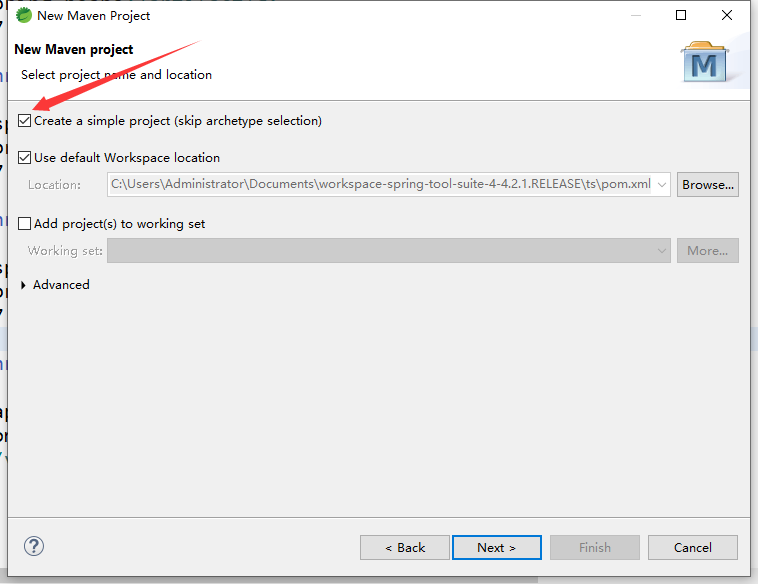 New Maven Project
New Maven project
Select project name and location
M
Create a simple project (skip archetype selection)
Use default Workspace location
Location: C:\Users\Administrator\Documents\workspace-spring-tool-suite-4-4.2.1.RELEASE\ts\pom.xml Browse...
Add project(s) to working set
Working set: More...
Advanced
? < Back Next > Finish Cancel